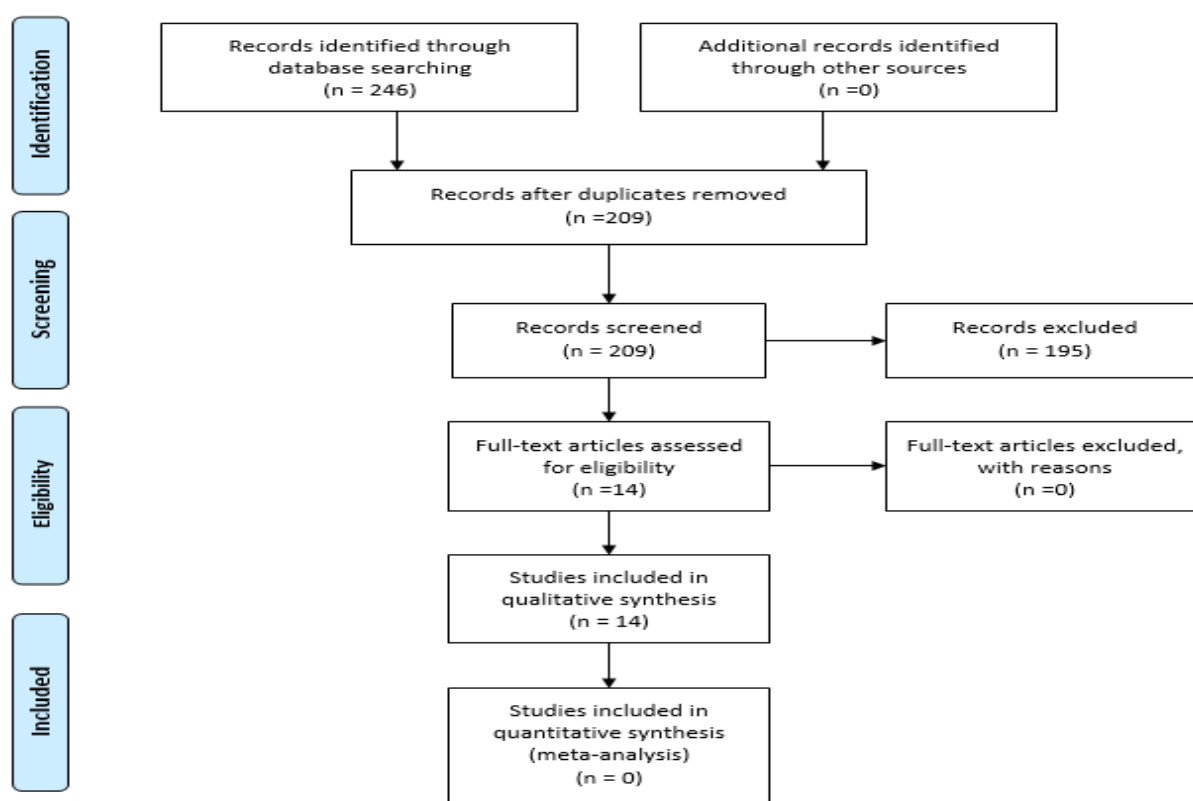 Identification
Records identified through
database searching
(n = 246)
Additional records identified
through other sources
(n =0)
Records after duplicates removed
(n =209)
Screening
Records screened
(n = 209)
Records excluded
(n = 195)
Eligibility
Full-text articles assessed
for eligibility
(n =14)
Full-text articles excluded,
with reasons
(n =0)
Studies included in
qualitative synthesis
(n = 14)
Included
Studies included in
quantitative synthesis
(meta-analysis)
(n = 0)